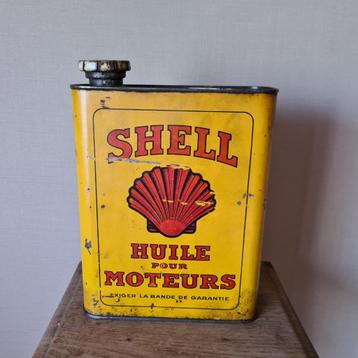 SHELL
HUILE
POUR
MOTEURS
EXIGER LA BANDE DE GARANTIE